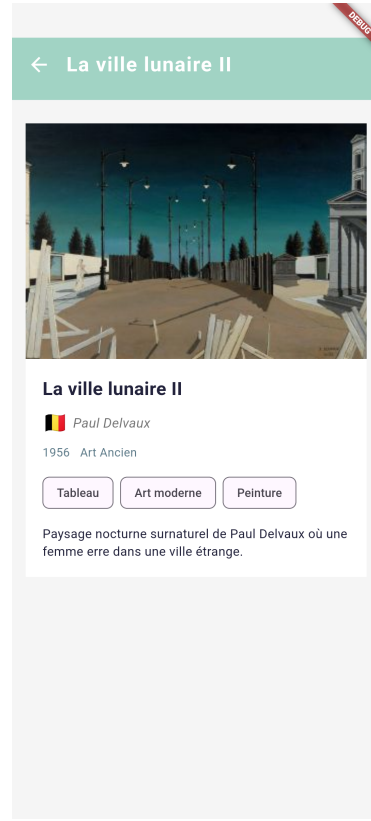 DEBUG
La ville lunaire II
La ville lunaire II
Paul Delvaux
1956 Art Ancien
Tableau Art moderne Peinture
Paysage nocturne surnaturel de Paul Delvaux où une
femme erre dans une ville étrange.